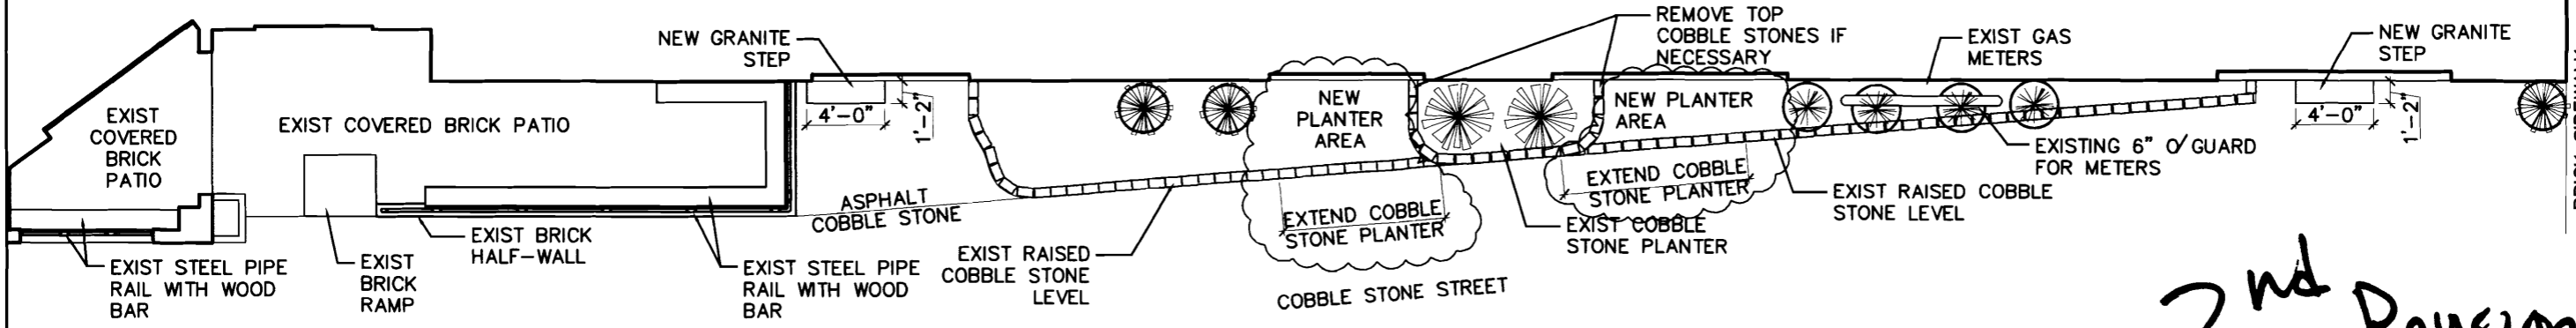 EXIST
COVERED
BRICK
PATIO
EXIST COVERED BRICK PATIO
NEW GRANITE
STEP
4'-0"
1'-2"
NEW
PLANTER
AREA
REMOVE TOP
COBBLE STONES IF
NECESSARY
NEW PLANTER
AREA
EXIST GAS
METERS
NEW GRANITE
STEP
4'-0"
1'-2"
EXISTING 6" O/ GUARD
FOR METERS
EXIST RAISED COBBLE
STONE LEVEL
EXTEND COBBLE
STONE PLANTER
EXIST COBBLE
STONE PLANTER
EXTEND COBBLE
STONE PLANTER
COBBLE STONE STREET
ASPHALT
COBBLE STONE
EXIST RAISED
COBBLE STONE
LEVEL
EXIST STEEL PIPE
RAIL WITH WOOD
BAR
EXIST BRICK
HALF-WALL
EXIST
BRICK
RAMP
EXIST STEEL PIPE
RAIL WITH WOOD
BAR
2nd